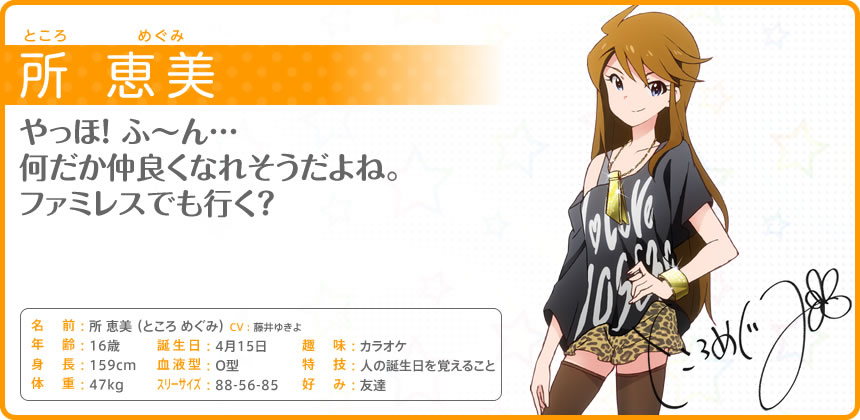 ところ めぐみ
所 恵美
やっほ! ふ〜ん…
何だか仲良くなれそうだよね。
ファミレスでも行く?
名 前:所 恵美 (ところ めぐみ) CV:藤井ゆきよ
年 齢:16歳 誕生日:4月15日 趣 味:カラオケ
身 長:159cm 血液型:O型 特 技:人の誕生日を覚えること
体 重:47kg スリーサイズ:88-56-85 好 み:友達
ところめぐ